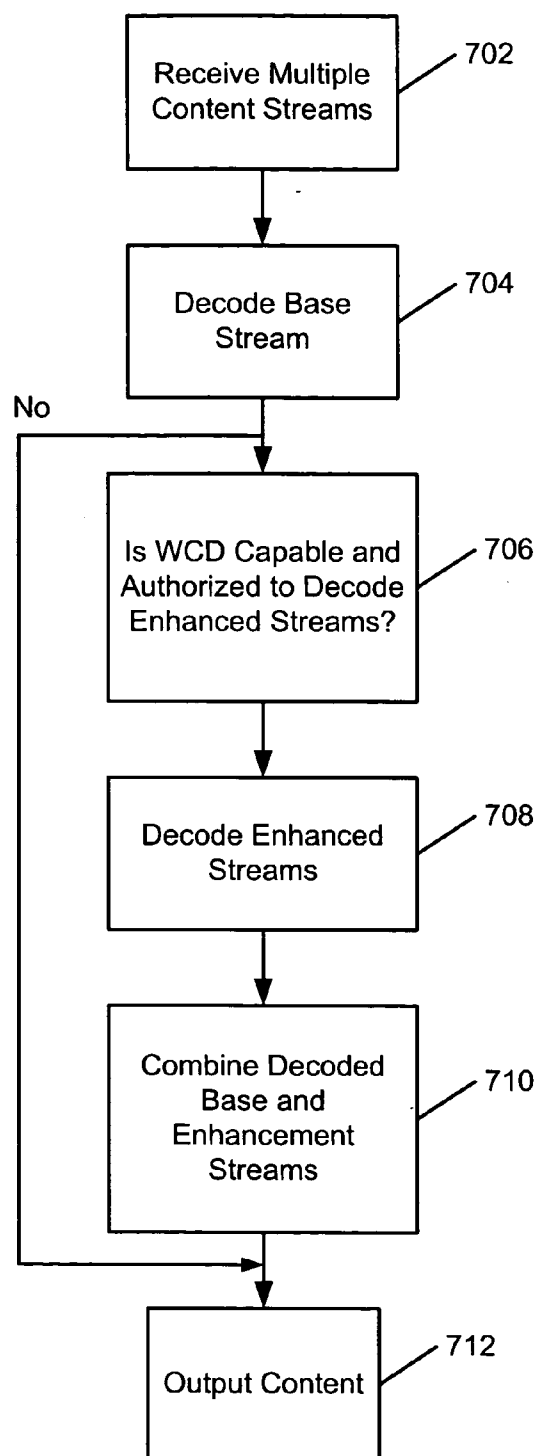 Receive Multiple
Content Streams
702
Decode Base
Stream
704
No
Is WCD Capable and
Authorized to Decode
Enhanced Streams?
706
Decode Enhanced
Streams
708
Combine Decoded
Base and
Enhancement
Streams
710
Output Content
712